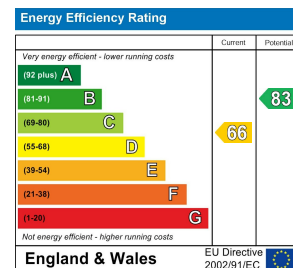 Energy Efficiency Rating
Current Potential
Very energy efficient - lower running costs
(92 plus) A
(81-91) B
83
(69-80) C
66
(55-68) D
(39-54) E
(21-38) F
(1-20) G
Not energy efficient - higher running costs
England & Wales
EU Directive
2002/91/EC